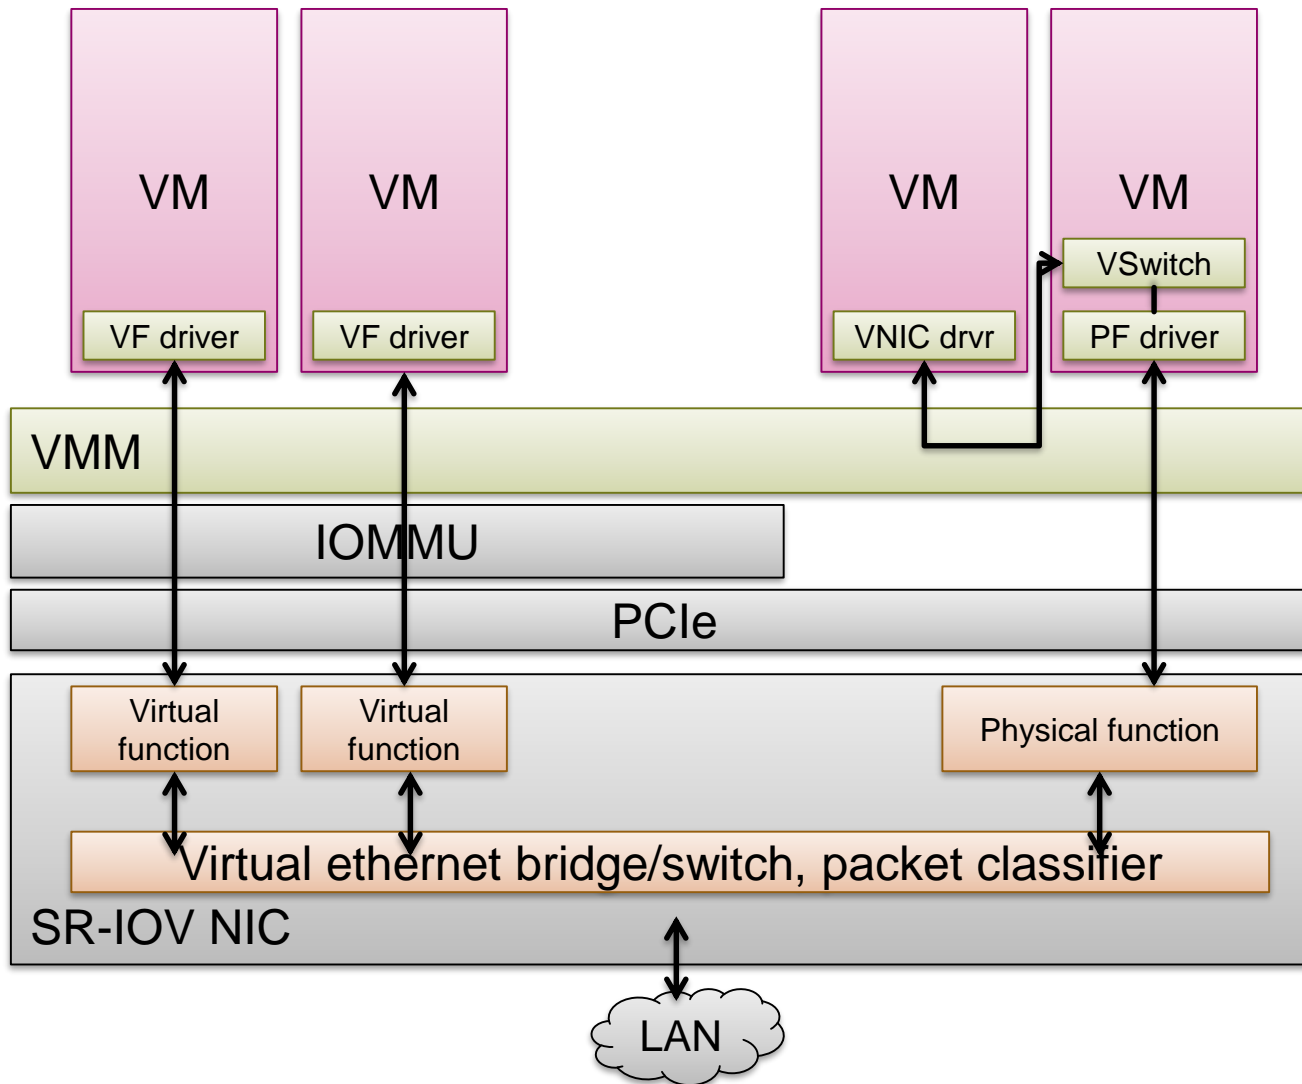 VM
VM
VM
VM
VSwitch
VF driver
VF driver
VNIC drvr
PF driver
VMM
IOMMU
PCIe
Virtual
function
Virtual
function
Physical function
Virtual ethernet bridge/switch, packet classifier
SR-IOV NIC
LAN